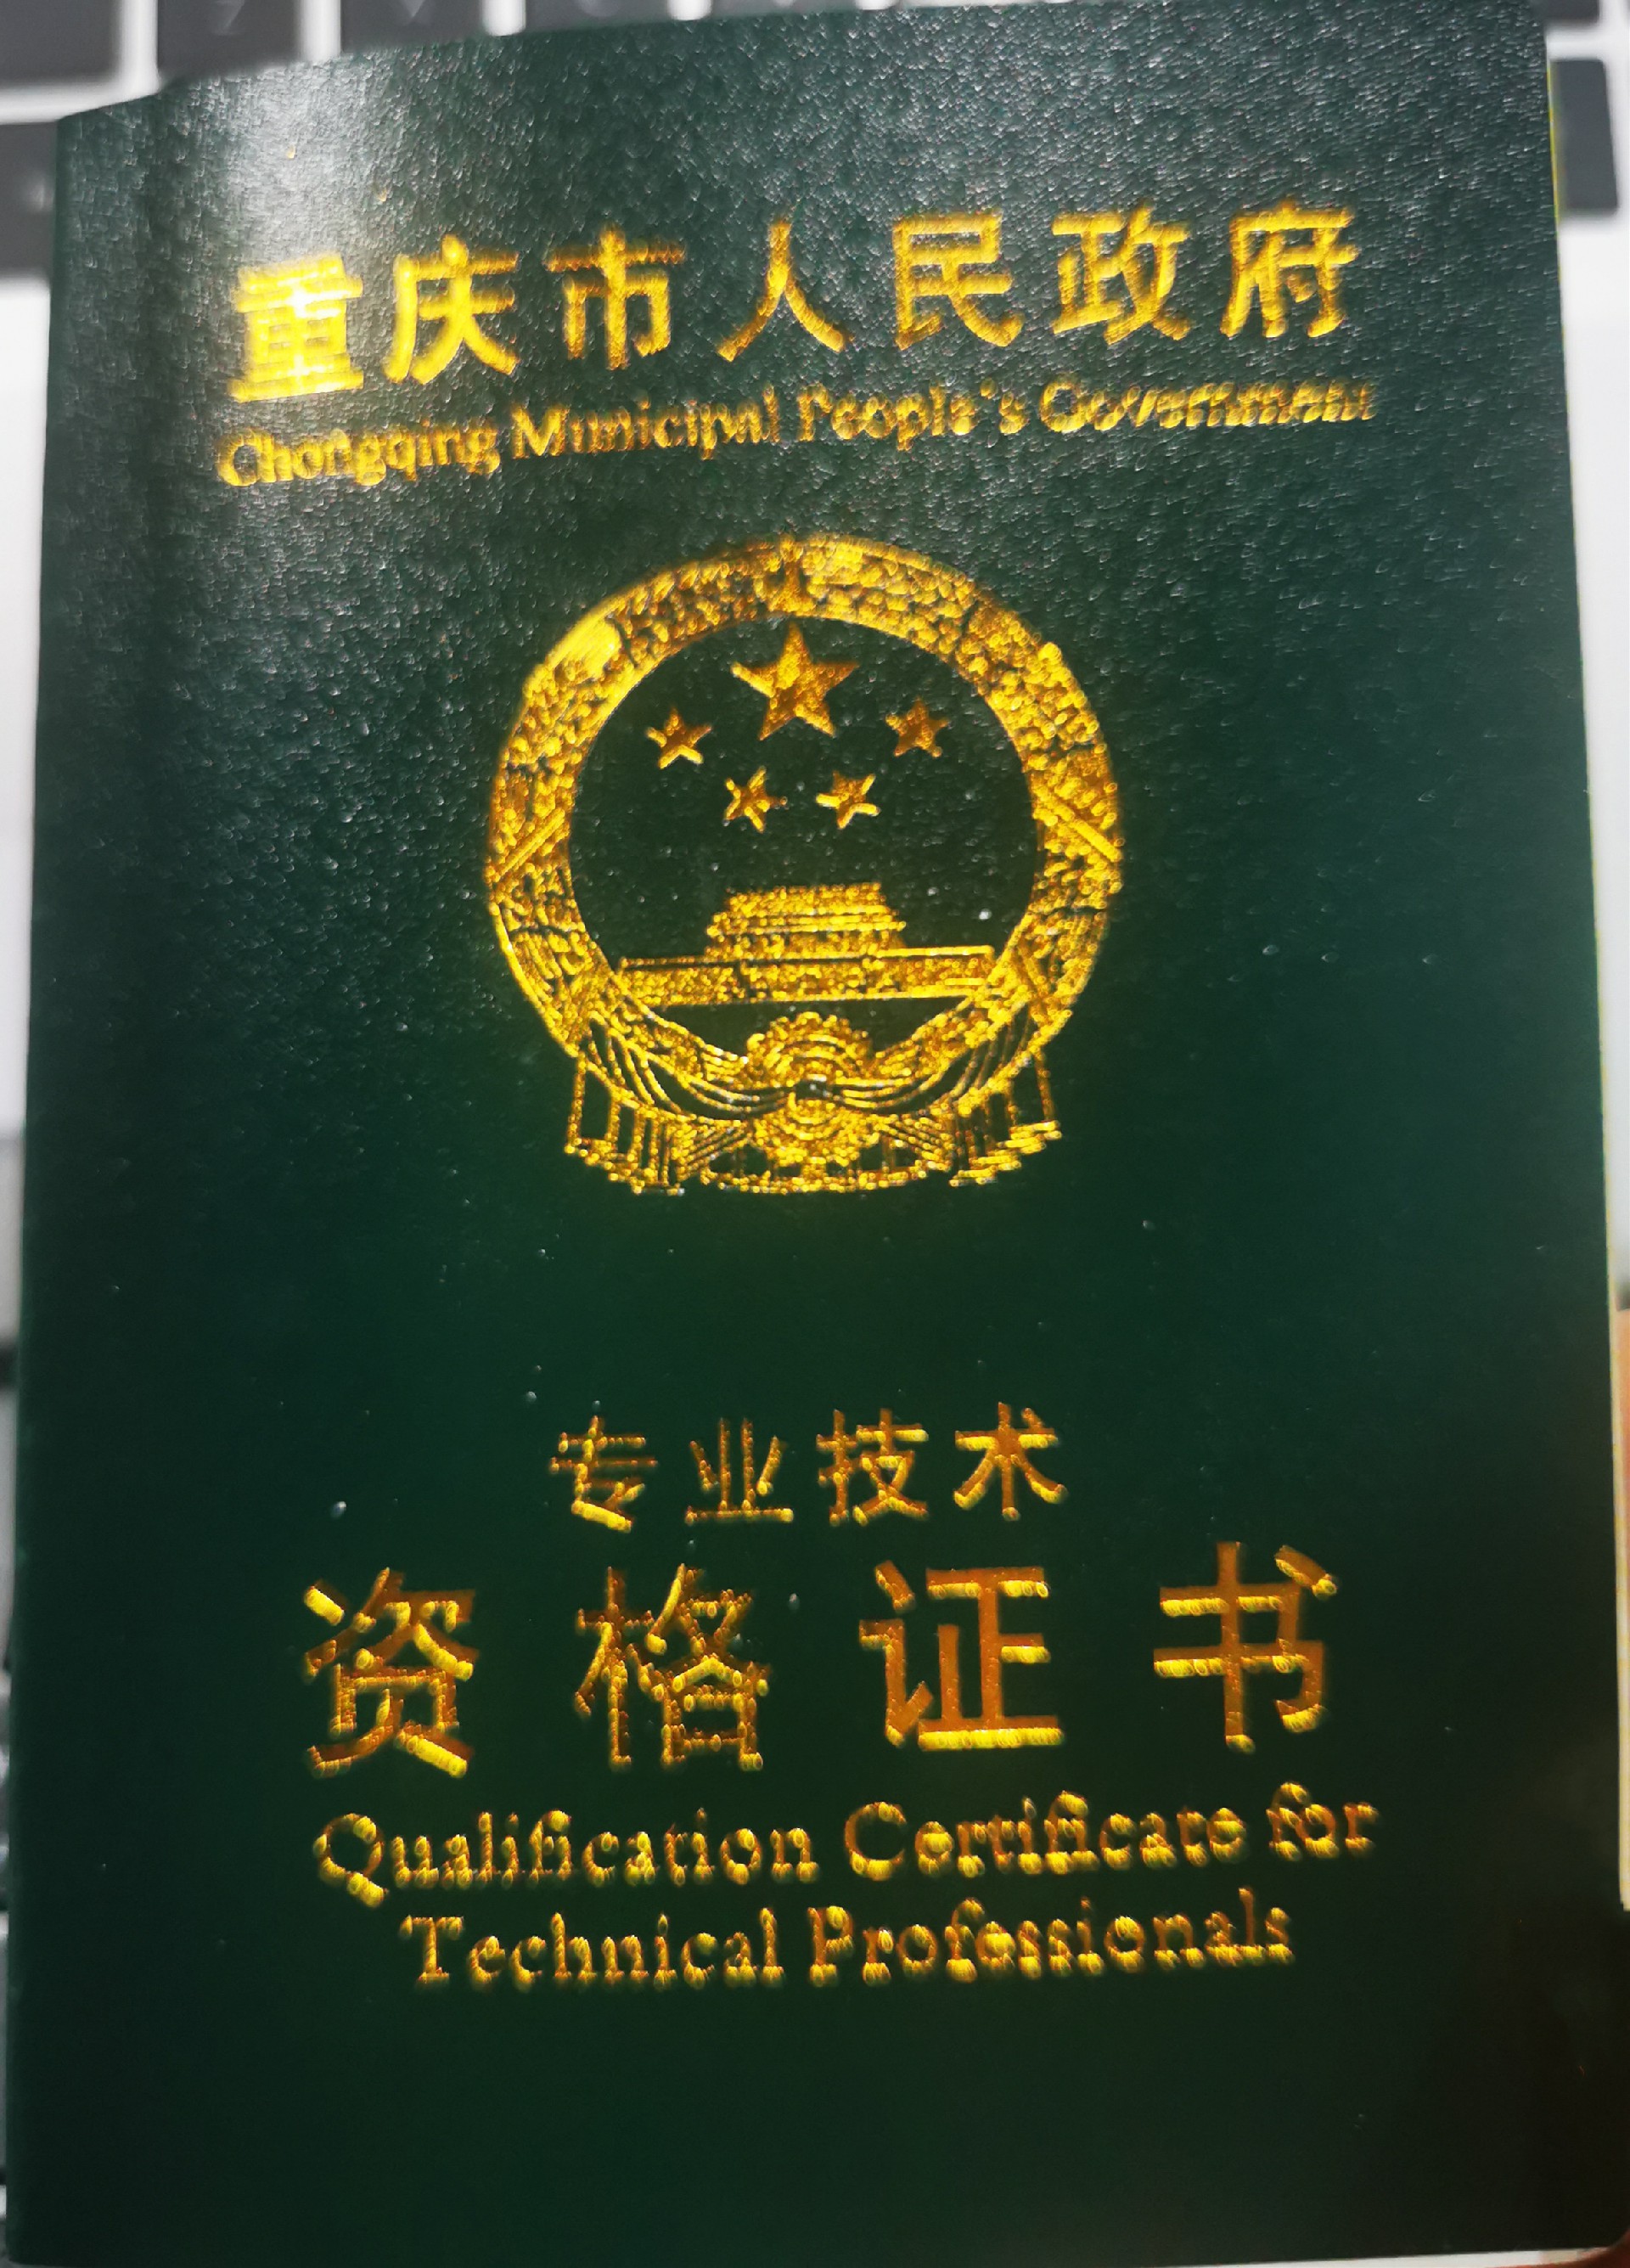 重庆市人民政府
Chongqing Municipal People's Government
专业技术
资格证书
Qualification Certificate for
Technical Professionals